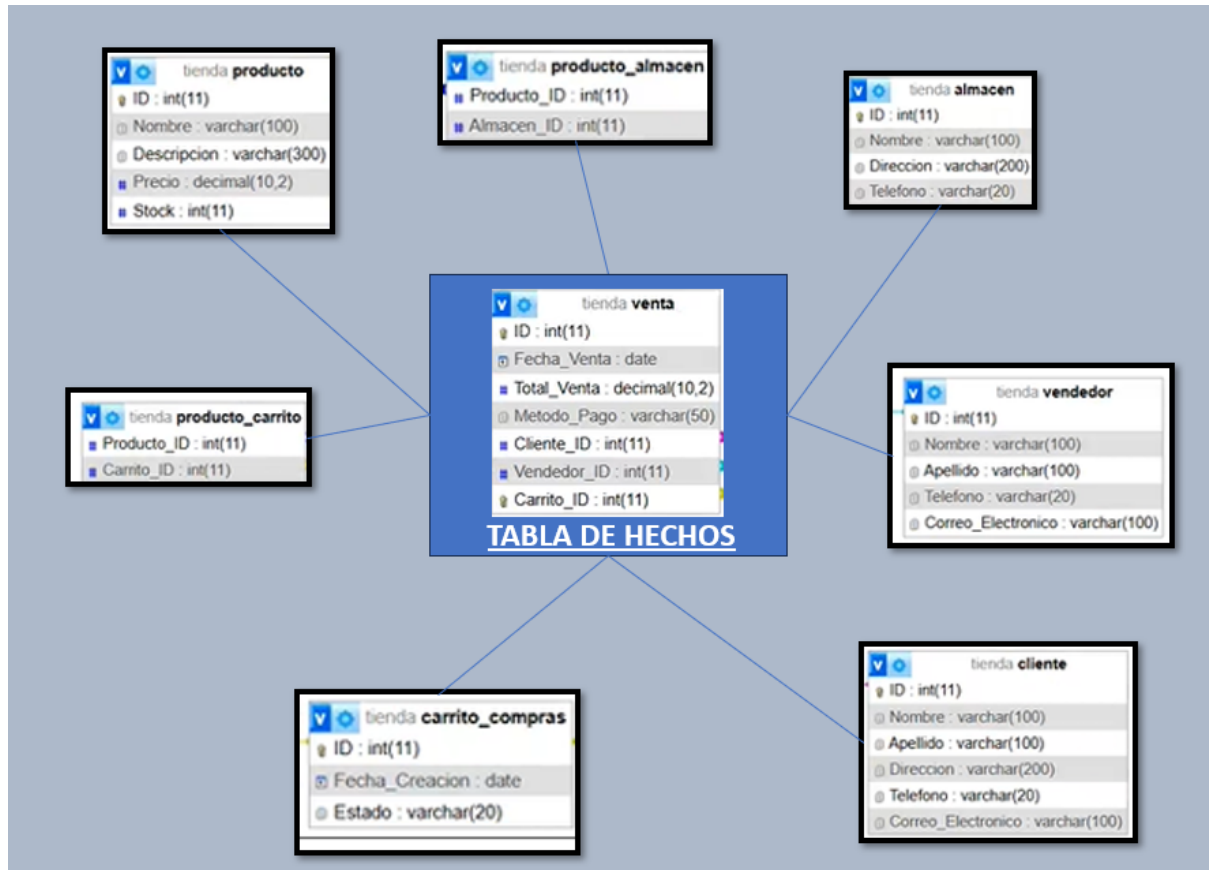 tienda producto
ID : int(11)
Nombre : varchar(100)
Descripcion : varchar(300)
Precio : decimal(10,2)
Stock : int(11)
tienda producto_almacen
Producto_ID : int(11)
Almacen_ID : int(11)
tienda almacen
ID : int(11)
Nombre : varchar(100)
Direccion : varchar(200)
Telefono : varchar(20)
tienda producto_carrito
Producto_ID : int(11)
Carrito_ID : int(11)
tienda venta
ID : int(11)
Fecha_Venta : date
Total_Venta : decimal(10,2)
Metodo_Pago : varchar(50)
Cliente_ID : int(11)
Vendedor_ID : int(11)
Carrito_ID : int(11)
TABLA DE HECHOS
tienda vendedor
ID : int(11)
Nombre : varchar(100)
Apellido : varchar(100)
Telefono : varchar(20)
Correo_Electronico : varchar(100)
tienda carrito_compras
ID : int(11)
Fecha_Creacion : date
Estado : varchar(20)
tienda cliente
ID : int(11)
Nombre : varchar(100)
Apellido : varchar(100)
Direccion : varchar(200)
Telefono : varchar(20)
Correo_Electronico : varchar(100)